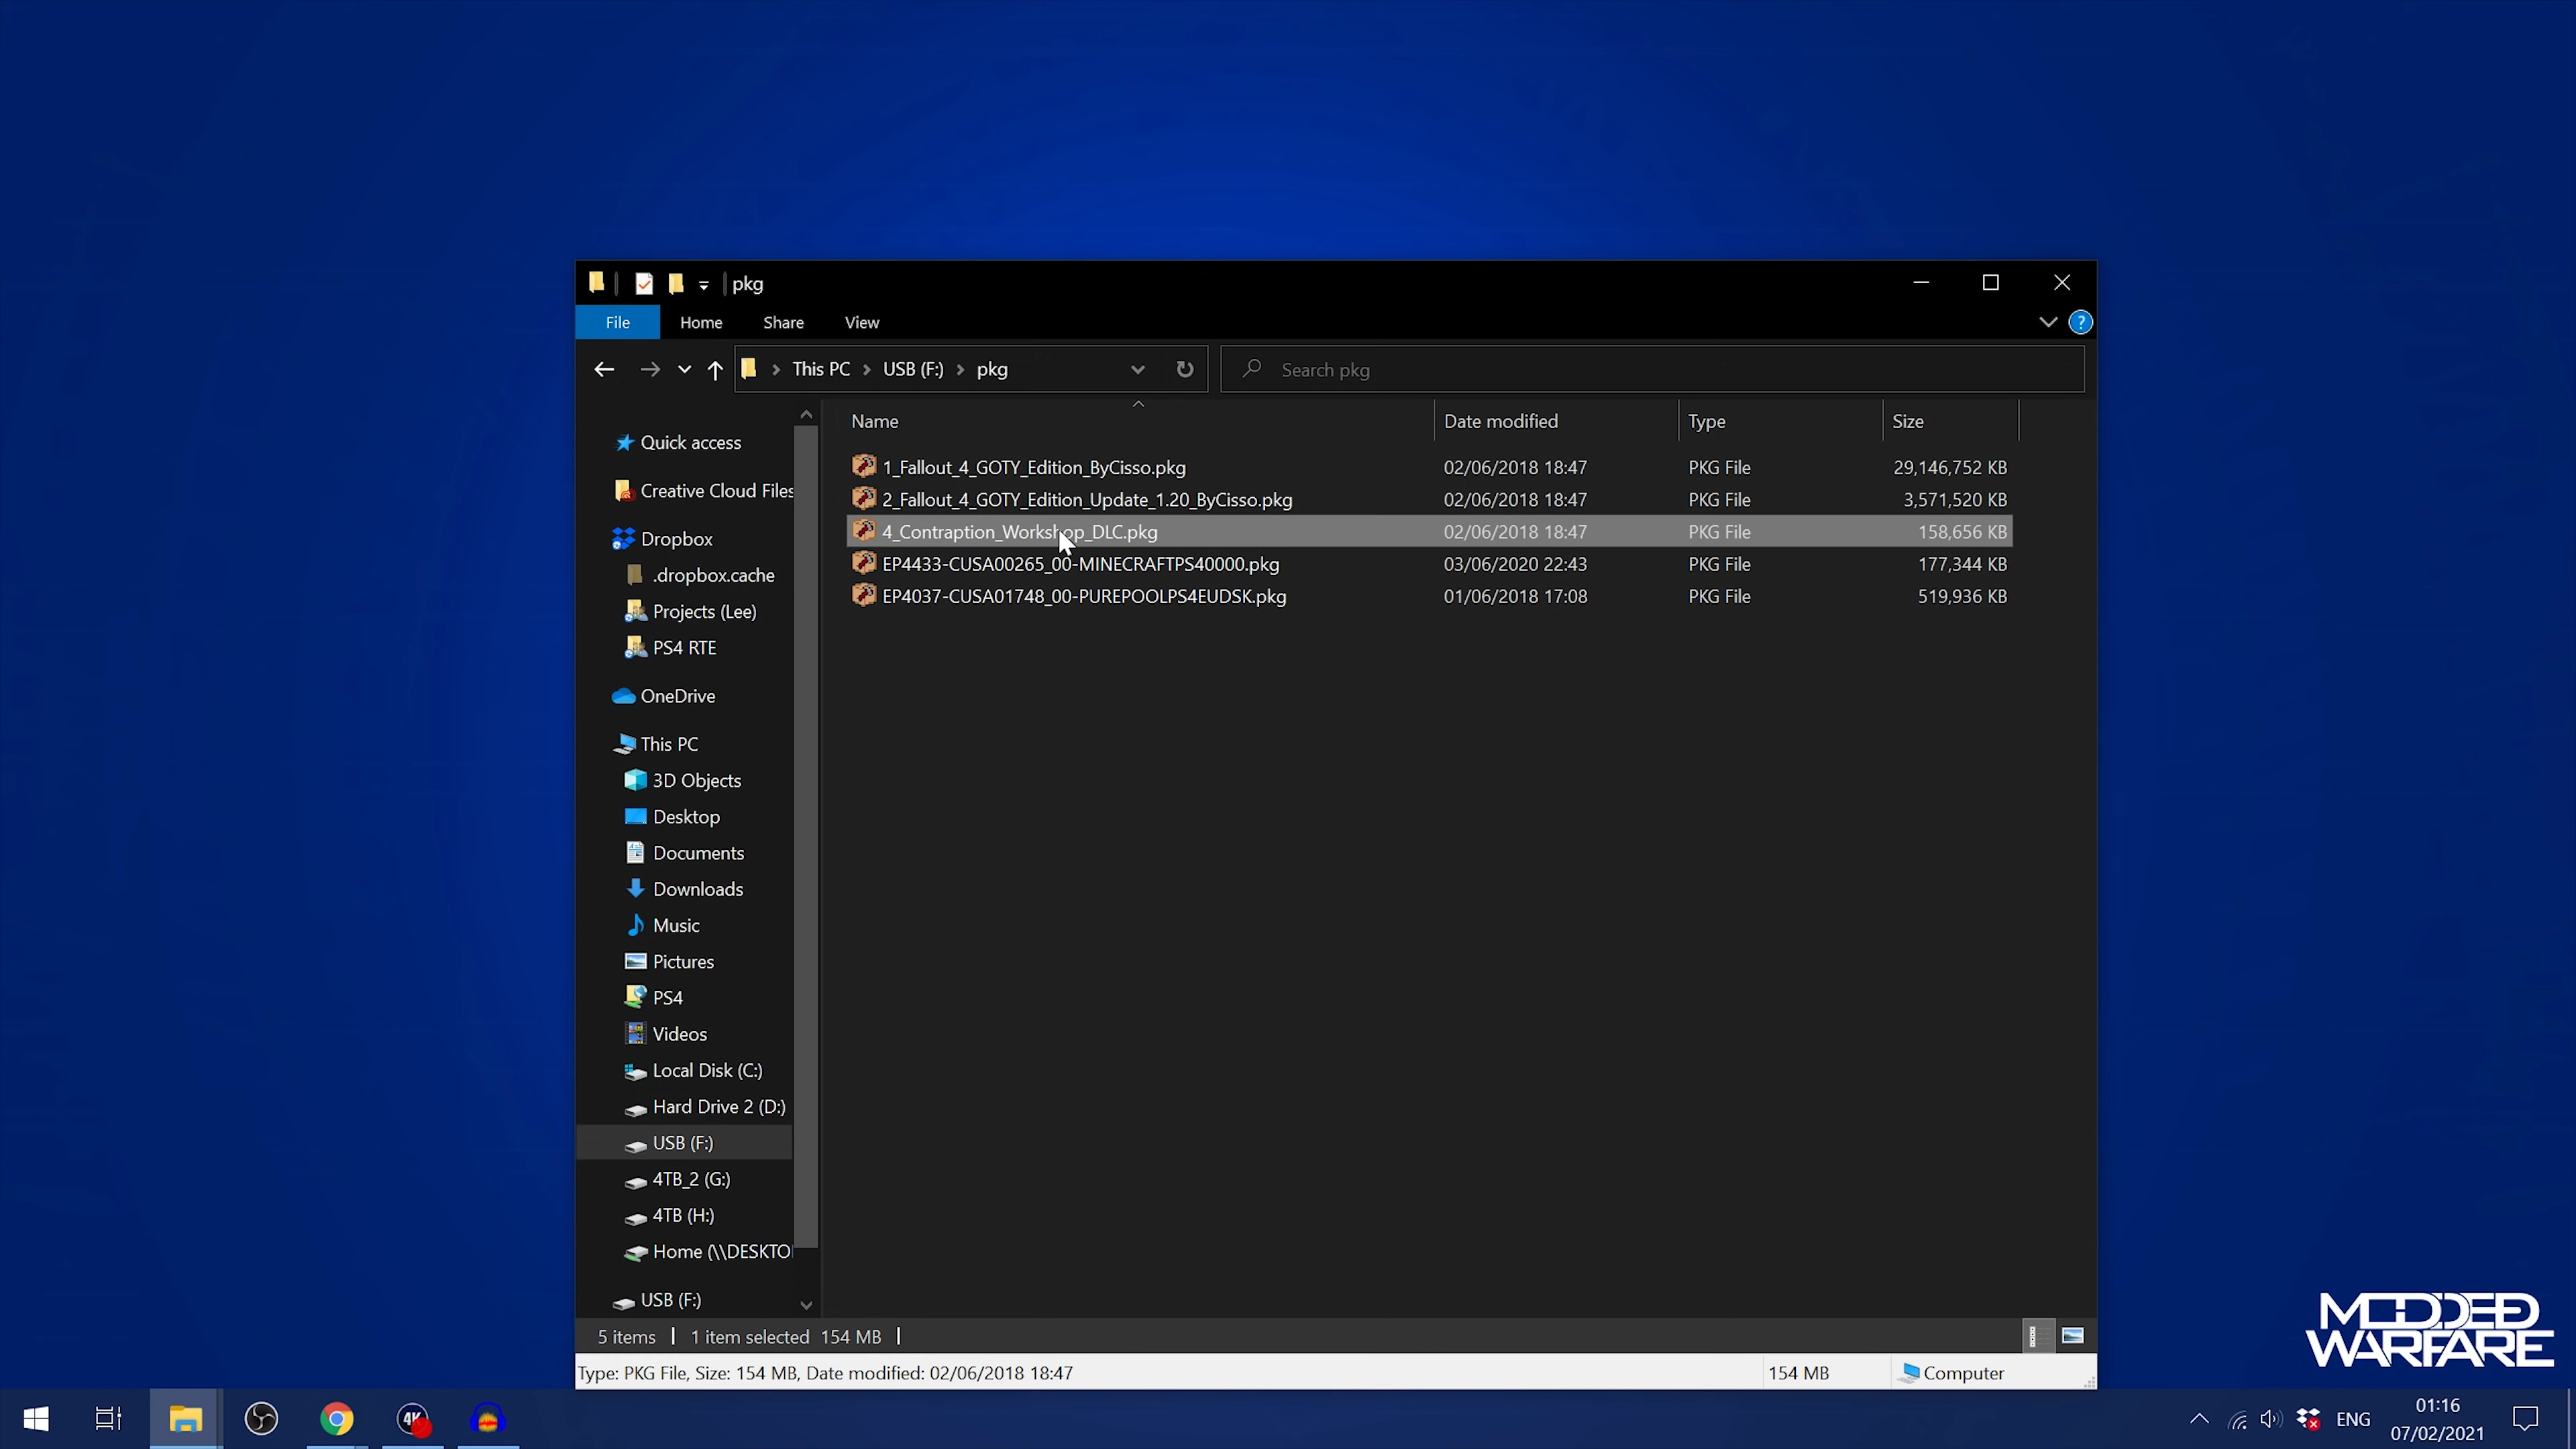 pkg
File Home Share View
This PC USB (F:) pkg
Search pkg
Name Date modified Type Size
1_Fallout_4_GOTY_Edition_ByCisso.pkg 02/06/2018 18:47 PKG File 29,146,752 KB
2_Fallout_4_GOTY_Edition_Update_1.20_ByCisso.pkg 02/06/2018 18:47 PKG File 3,571,520 KB
4_Contraption_Workshop_DLC.pkg 02/06/2018 18:47 PKG File 158,656 KB
EP4433-CUSA00265_00-MINECRAFTPS40000.pkg 03/06/2020 22:43 PKG File 177,344 KB
EP4037-CUSA01748_00-PUREPOOLPS4EUDSK.pkg 01/06/2018 17:08 PKG File 519,936 KB
Quick access
Creative Cloud Files
Dropbox
.dropbox.cache
Projects (Lee)
PS4 RTE
OneDrive
This PC
3D Objects
Desktop
Documents
Downloads
Music
Pictures
PS4
Videos
Local Disk (C:)
Hard Drive 2 (D:)
USB (F:)
4TB_2 (G:)
4TB (H:)
Home (\\DESKTO
USB (F:)
5 items 1 item selected 154 MB
Type: PKG File, Size: 154 MB, Date modified: 02/06/2018 18:47 154 MB Computer
MODDED
WARFARE
4K
ENG
01:16
07/02/2021